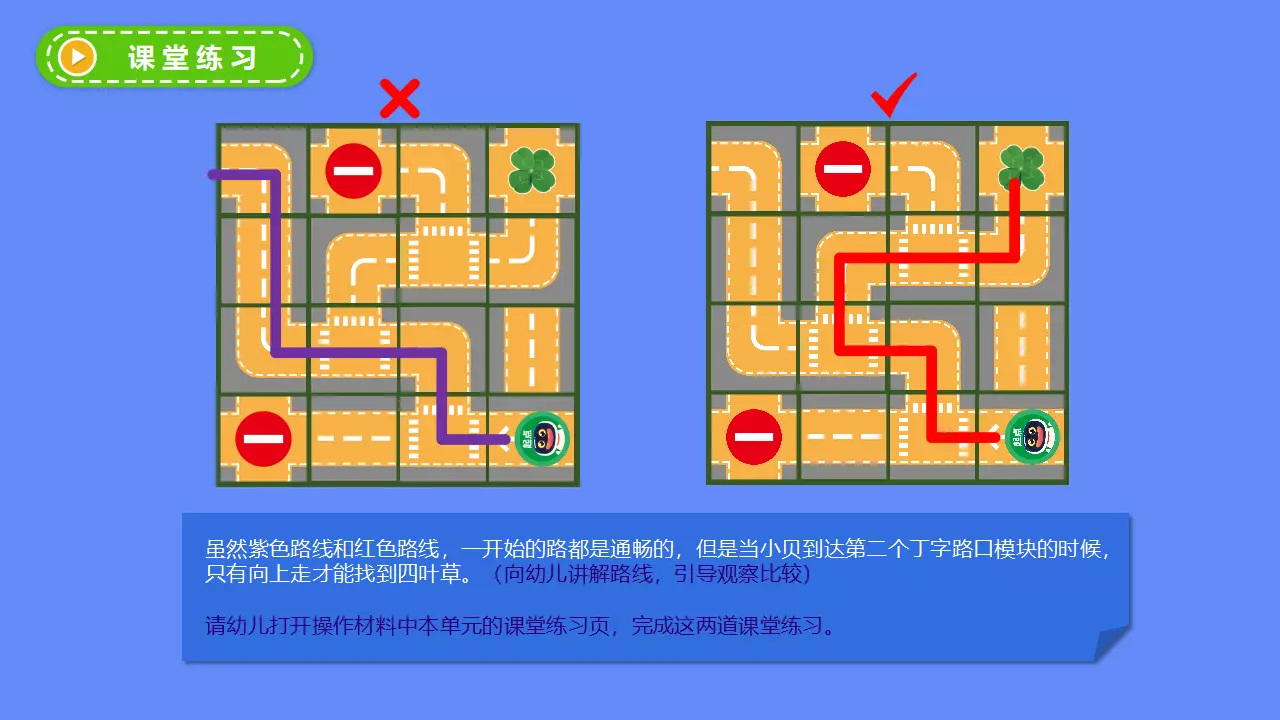 课堂练习
起点
起点
虽然紫色路线和红色路线，一开始的路都是通畅的，但是当小贝到达第二个丁字路口模块的时候，
只有向上走才能找到四叶草。（向幼儿讲解路线，引导观察比较）
请幼儿打开操作材料中本单元的课堂练习页，完成这两道课堂练习。